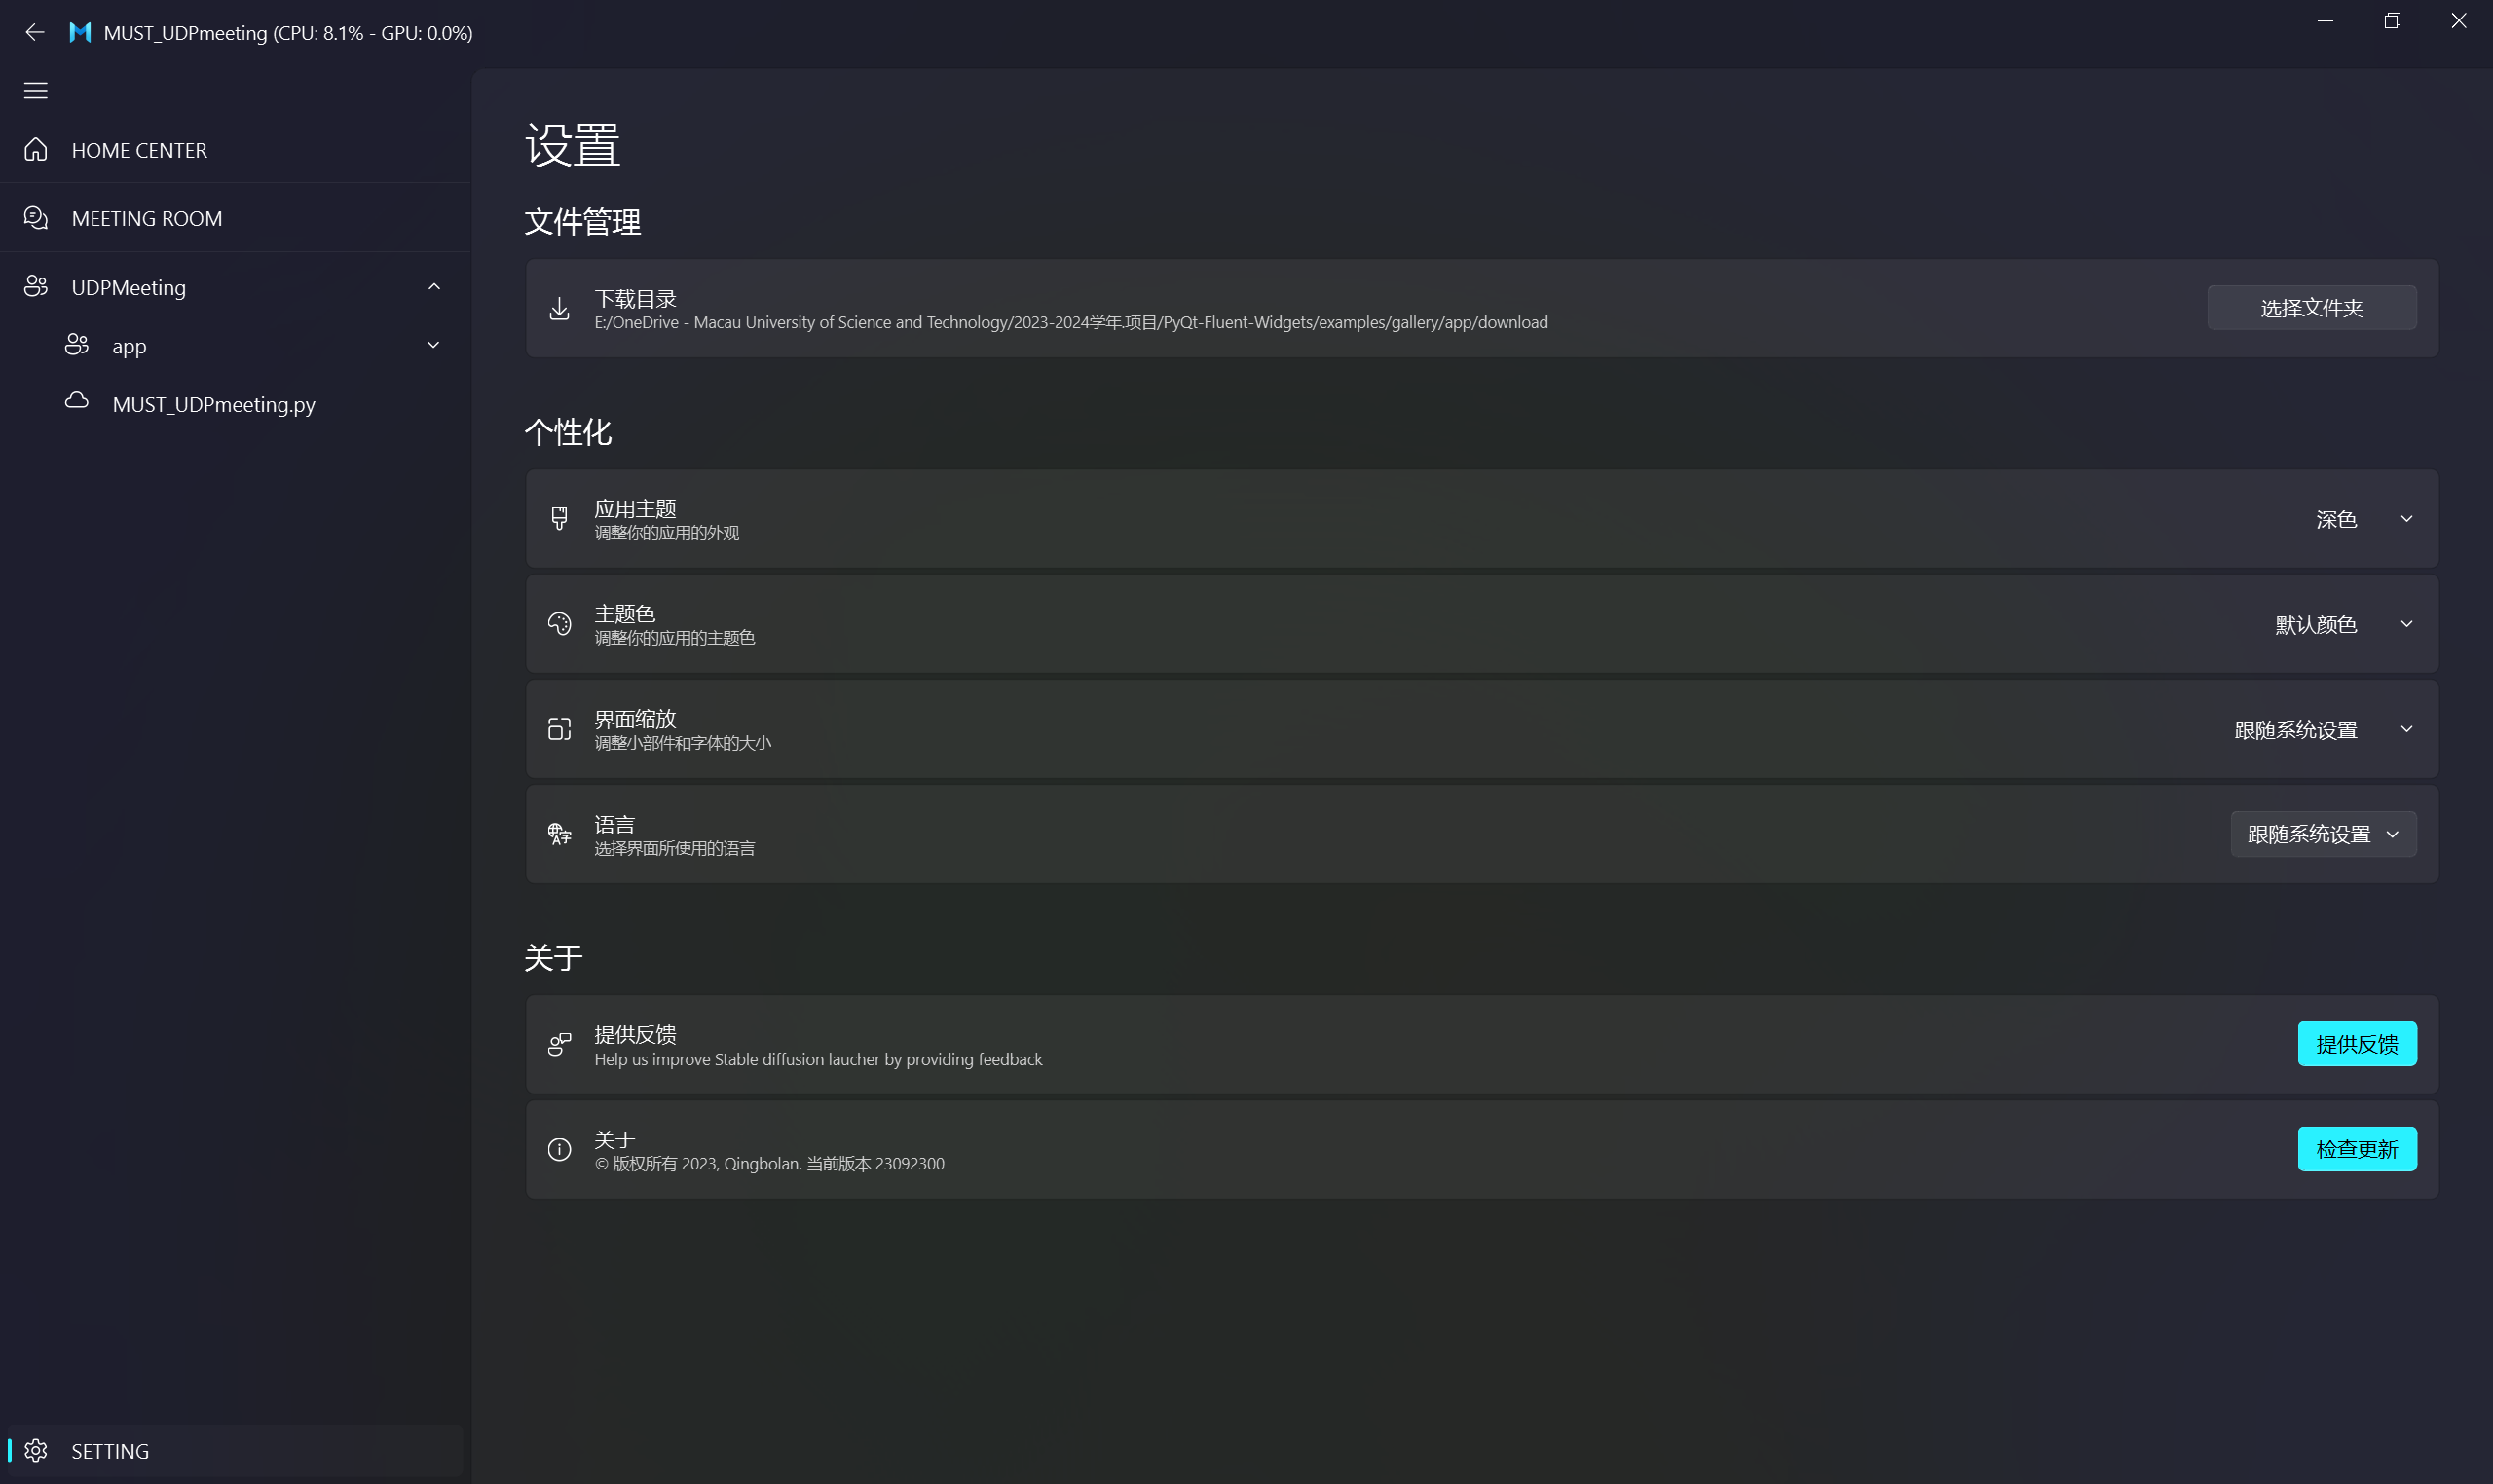 MUST_UDPmeeting (CPU: 8.1% - GPU: 0.0%)
HOME CENTER
MEETING ROOM
UDPMeeting
app
MUST_UDPmeeting.py
SETTING
设置
文件管理
下载目录
E:/OneDrive - Macau University of Science and Technology/2023-2024学年.项目/PyQt-Fluent-Widgets/examples/gallery/app/download
选择文件夹
个性化
应用主题
调整你的应用的外观
深色
主题色
调整你的应用的主题色
默认颜色
界面缩放
调整小部件和字体的大小
跟随系统设置
语言
选择界面所使用的语言
跟随系统设置
关于
提供反馈
Help us improve Stable diffusion laucher by providing feedback
提供反馈
关于
© 版权所有 2023, Qingbolan. 当前版本 23092300
检查更新